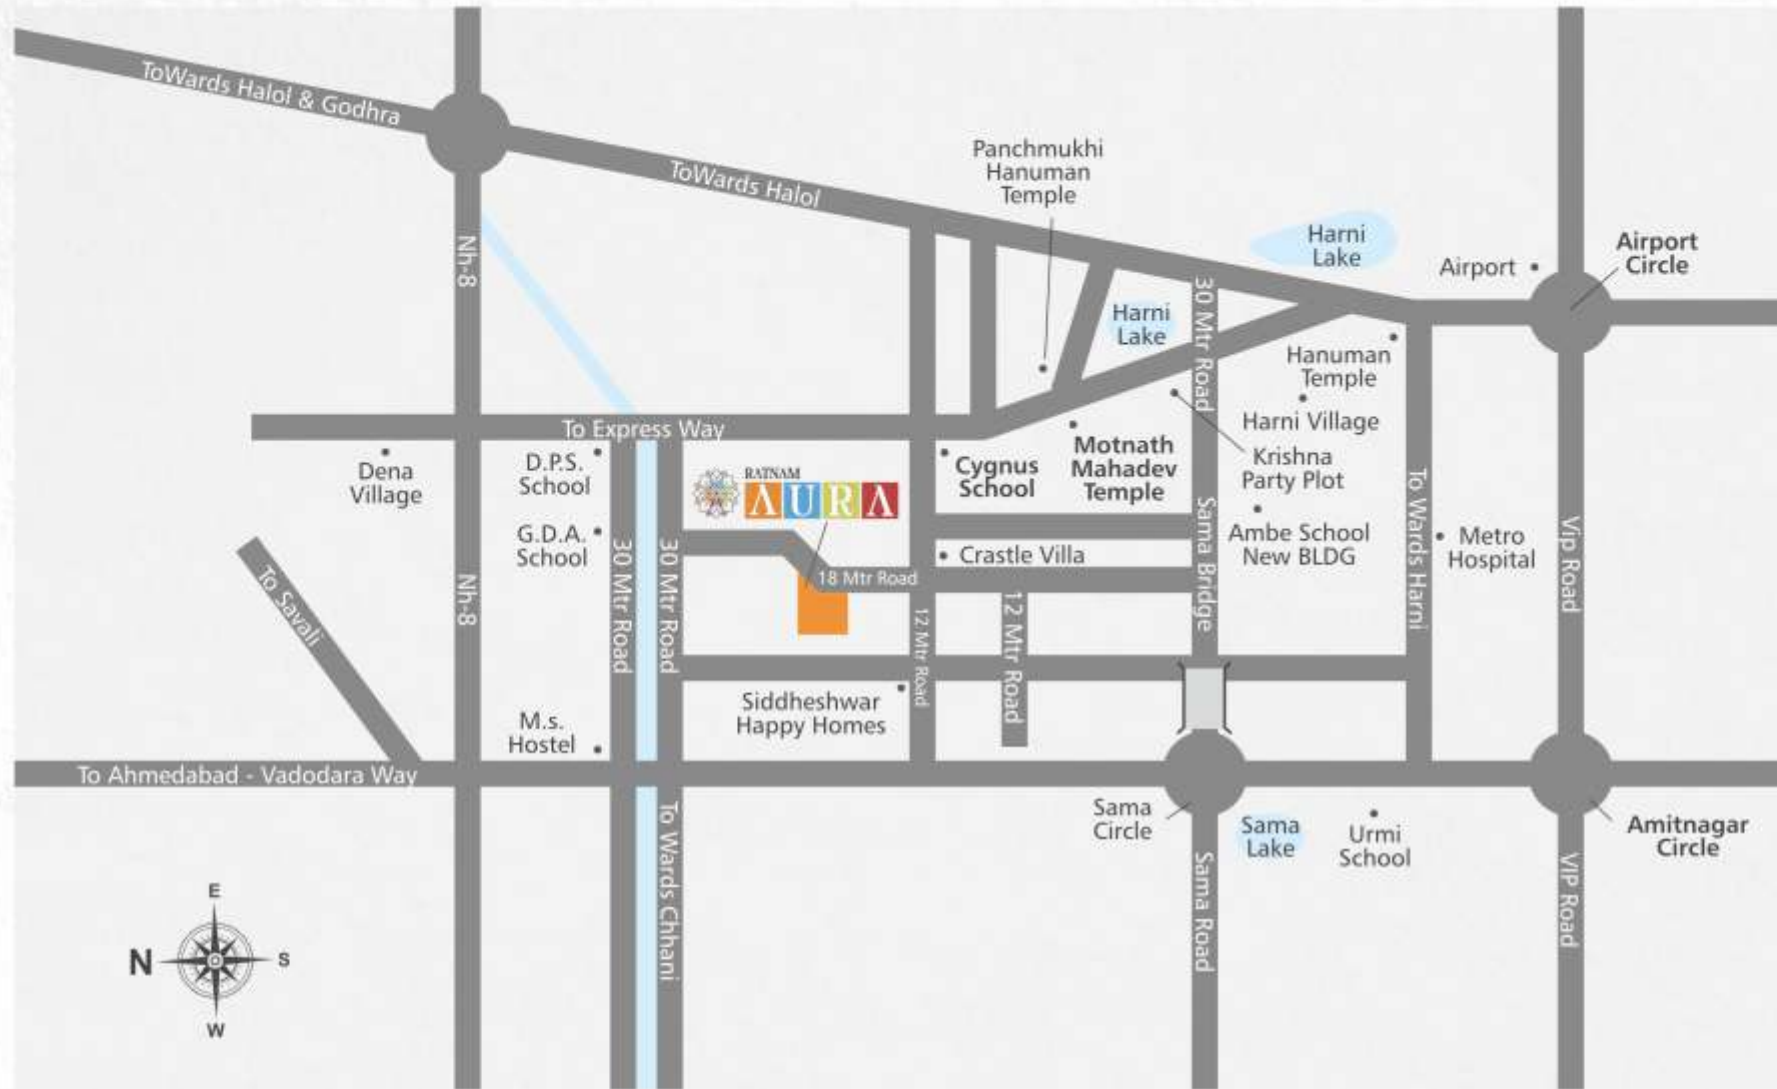 ToWards Halol & Godhra
ToWards Halol
Panchmukhi
Hanuman
Temple
Harni
Lake
Airport
Airport
Circle
Nh-8
30 Mtr Road
Harni
Lake
Hanuman
Temple
Harni Village
To Express Way
Dena
Village
D.P.S.
School
RATNAM
AURA
Cygnus
School
Motnath
Mahadev
Temple
Krishna
Party Plot
G.D.A.
School
30 Mtr Road
30 Mtr Road
Crastle Villa
18 Mtr Road
Sama Bridge
Ambe School
New BLDG
To Wards Harni
Metro
Hospital
Vip Road
To Savali
Nh-8
12 Mtr Road
12 Mtr Road
Siddheshwar
Happy Homes
M.s.
Hostel
To Ahmedabad - Vadodara Way
To Wards Chhani
Sama
Circle
Sama
Lake
Urmi
School
Amitnagar
Circle
Sama Road
VIP Road
E
N
S
W